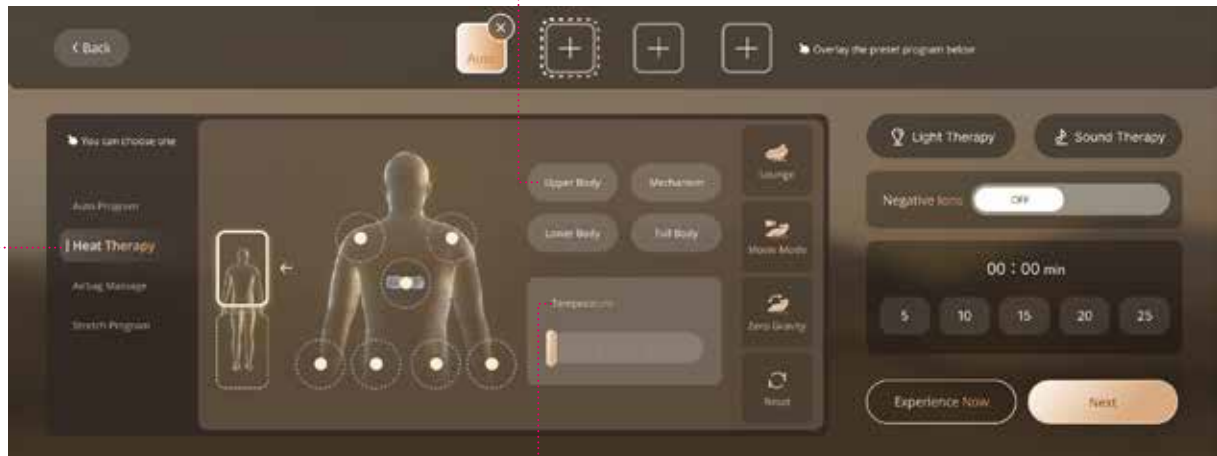 Back
Auto
Overlay the preset program below
You can choose one
Auto Program
Heat Therapy
Airbag Massage
Stretch Program
Upper Body
Mechanism
Lower Body
Full Body
Temperature
Lounge
Movie Mode
Zero Gravity
Reset
Light Therapy
Sound Therapy
Negative Ions
OFF
00 : 00 min
5 10 15 20 25
Experience Now
Next